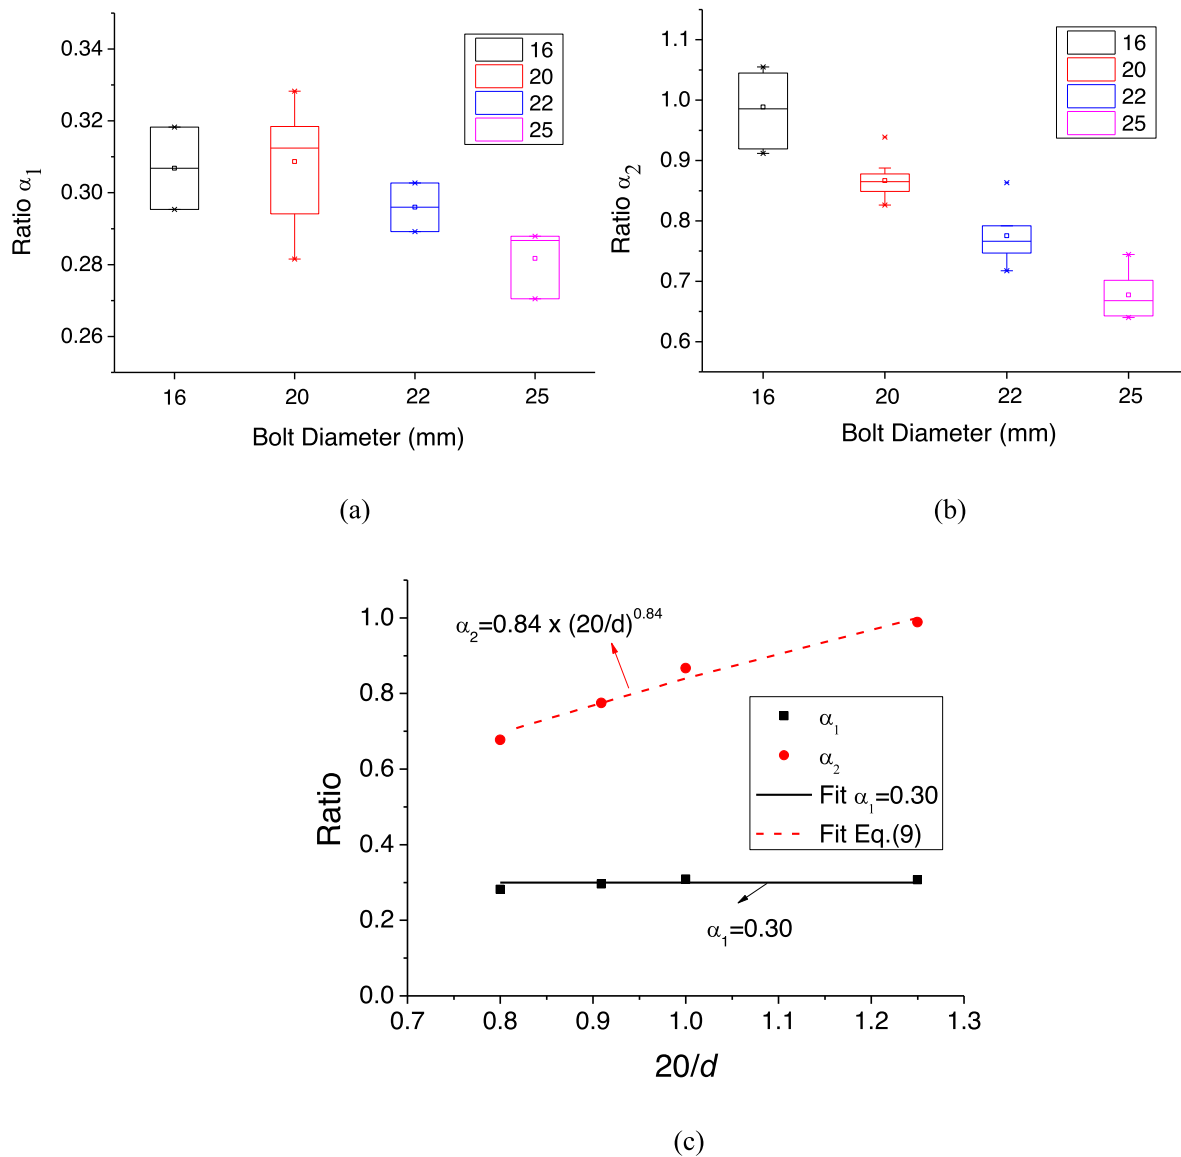 0.34
0.32
0.30
0.28
0.26
Ratio α1
16
20
22
25
16
20
22
25
Bolt Diameter (mm)
(a)
1.1
1.0
0.9
0.8
0.7
0.6
Ratio α2
16
20
22
25
16
20
22
25
Bolt Diameter (mm)
(b)
1.0
0.8
0.6
0.4
0.2
0.0
Ratio
α2=0.84 x (20/d)^0.84
α1
α2
Fit α1=0.30
Fit Eq.(9)
α1=0.30
0.7 0.8 0.9 1.0 1.1 1.2 1.3
20/d
(c)